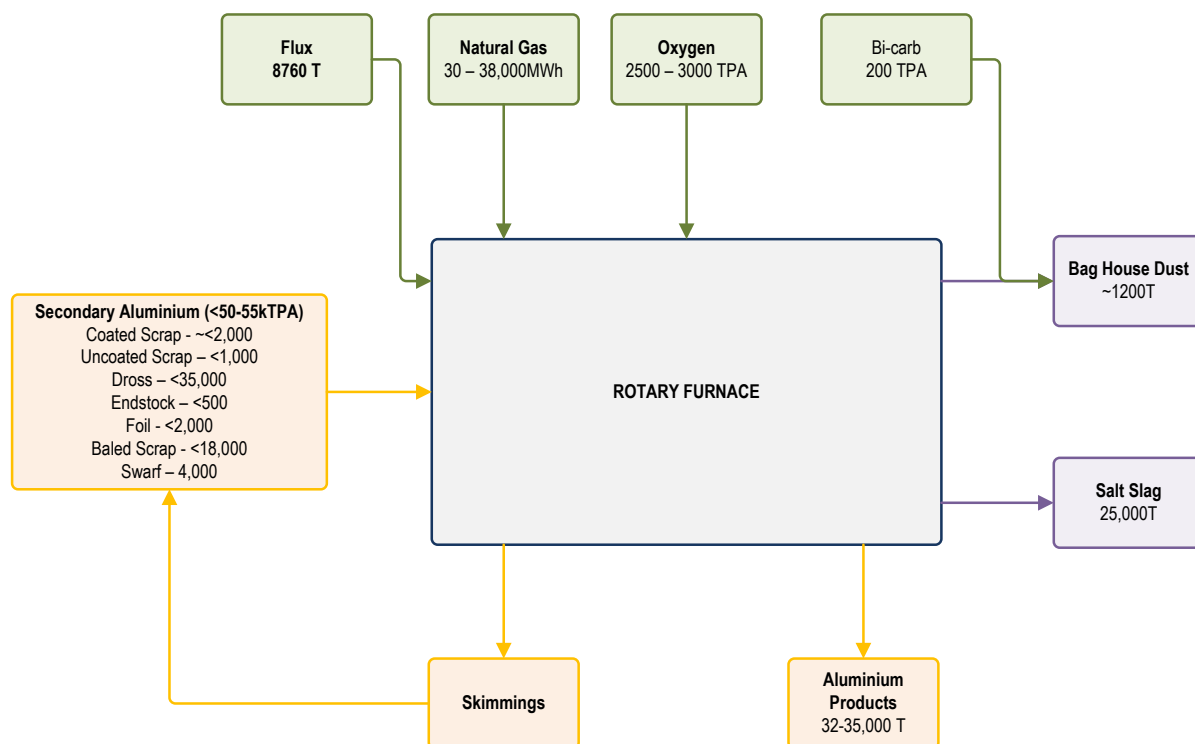 Flux
8760 T
Natural Gas
30 – 38,000MWh
Oxygen
2500 – 3000 TPA
Bi-carb
200 TPA
Bag House Dust
~1200T
Secondary Aluminium (<50-55kTPA)
Coated Scrap - ~<2,000
Uncoated Scrap – <1,000
Dross – <35,000
Endstock – <500
Foil - <2,000
Baled Scrap - <18,000
Swarf – 4,000
ROTARY FURNACE
Salt Slag
25,000T
Skimmings
Aluminium
Products
32-35,000 T